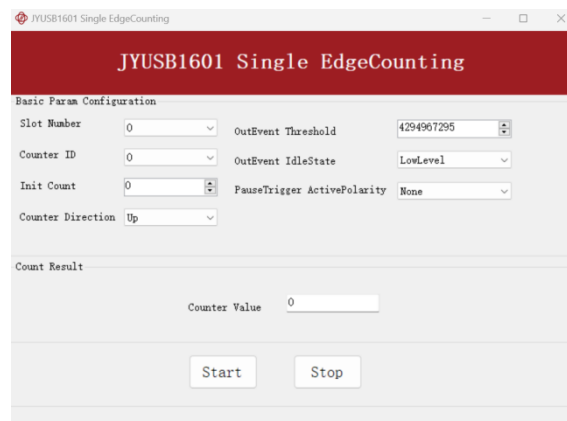 JYUSB1601 Single EdgeCounting
JYUSB1601 Single EdgeCounting
Basic Param Configuration
Slot Number 0 OutEvent Threshold 4294967295
Counter ID 0 OutEvent IdleState LowLevel
Init Count 0 PauseTrigger ActivePolarity None
Counter Direction Up
Count Result
Counter Value 0
Start Stop